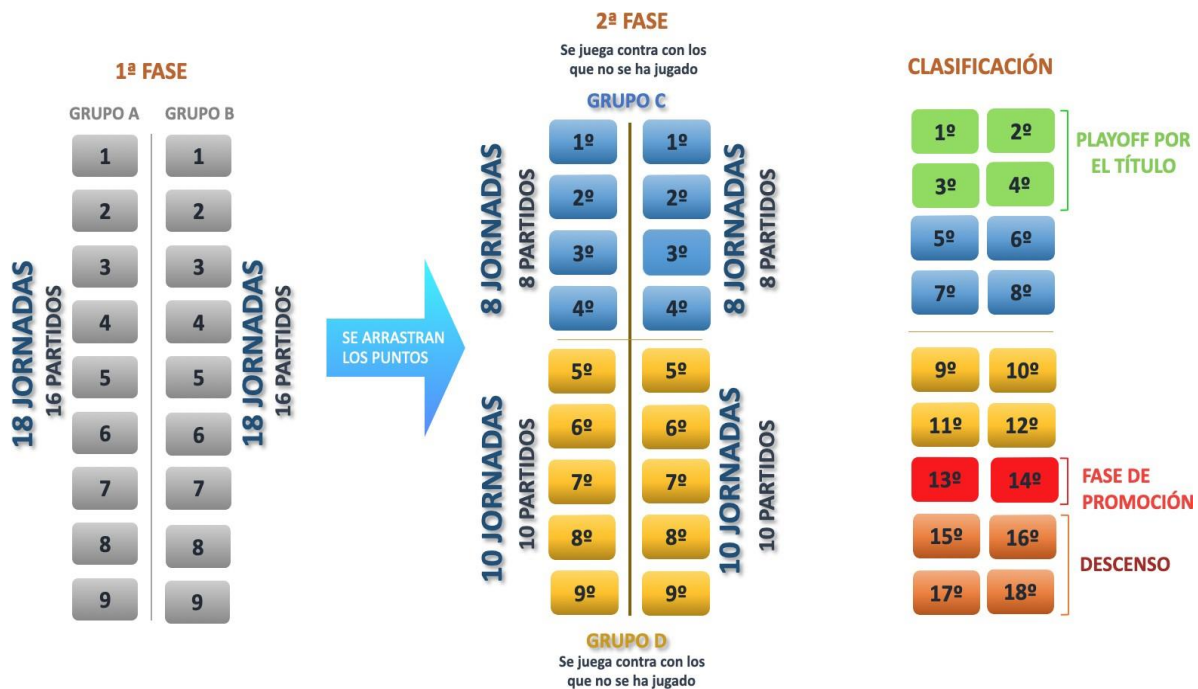 1ª FASE
GRUPO A
GRUPO B
1
1
2
2
3
3
4
4
5
5
6
6
7
7
8
8
9
9
18 JORNADAS
16 PARTIDOS
18 JORNADAS
16 PARTIDOS
SE ARRASTRAN
LOS PUNTOS
2ª FASE
Se juega contra con los
que no se ha jugado
GRUPO C
8 JORNADAS
8 PARTIDOS
1º
1º
2º
2º
3º
3º
4º
4º
8 JORNADAS
8 PARTIDOS
10 JORNADAS
10 PARTIDOS
5º
5º
6º
6º
7º
7º
8º
8º
9º
9º
10 JORNADAS
10 PARTIDOS
GRUPO D
Se juega contra con los
que no se ha jugado
CLASIFICACIÓN
1º
2º
3º
4º
PLAYOFF POR
EL TÍTULO
5º
6º
7º
8º
9º
10º
11º
12º
13º
14º
FASE DE
PROMOCIÓN
15º
16º
17º
18º
DESCENSO